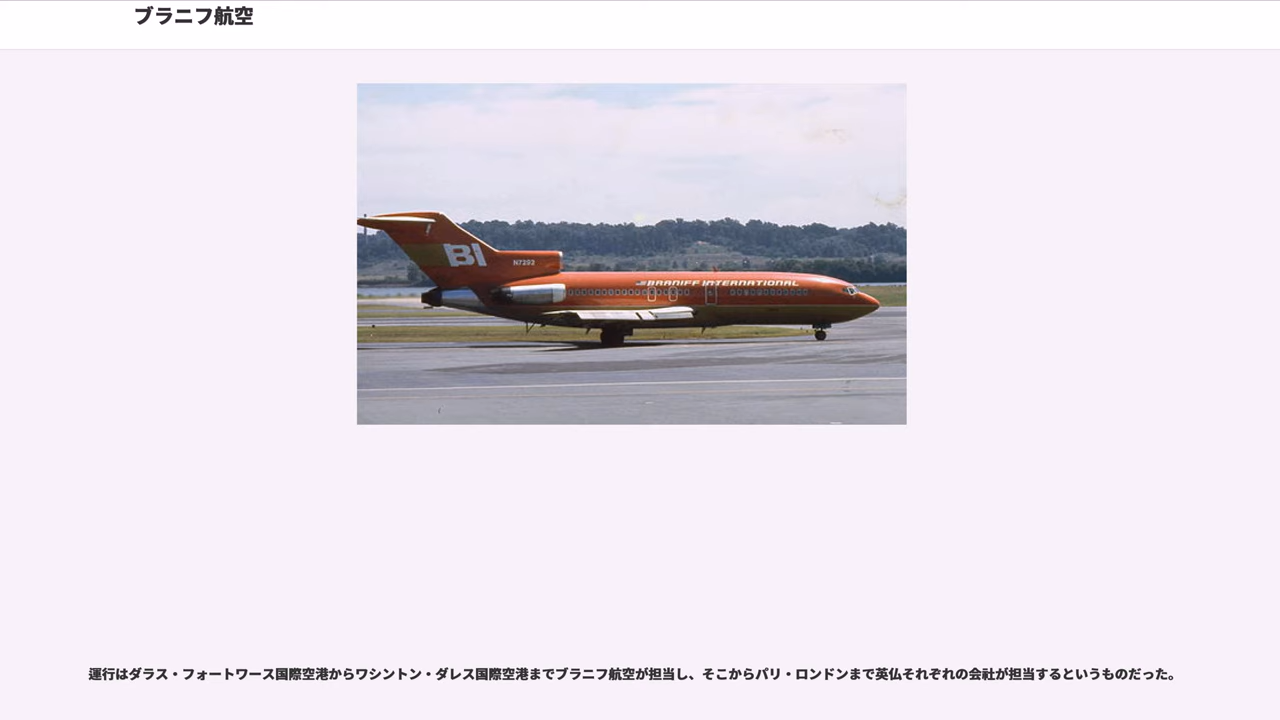 ブラニフ航空
BI
N7292
BRANIFF INTERNATIONAL
運行はダラス・フォートワース国際空港からワシントン・ダレス国際空港までブラニフ航空が担当し、そこからパリ・ロンドンまで英仏それぞれの会社が担当するというものだった。